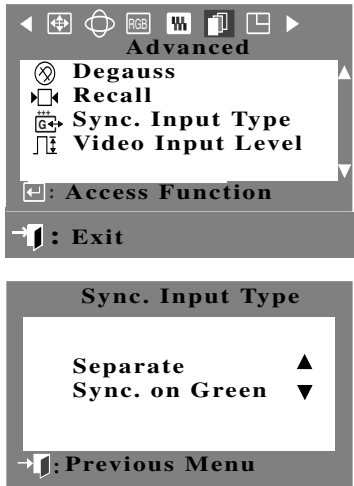 RGB
Advanced
Degauss
Recall
G
Sync. Input Type
Video Input Level
: Access Function
: Exit
Sync. Input Type
Separate
Sync. on Green
: Previous Menu